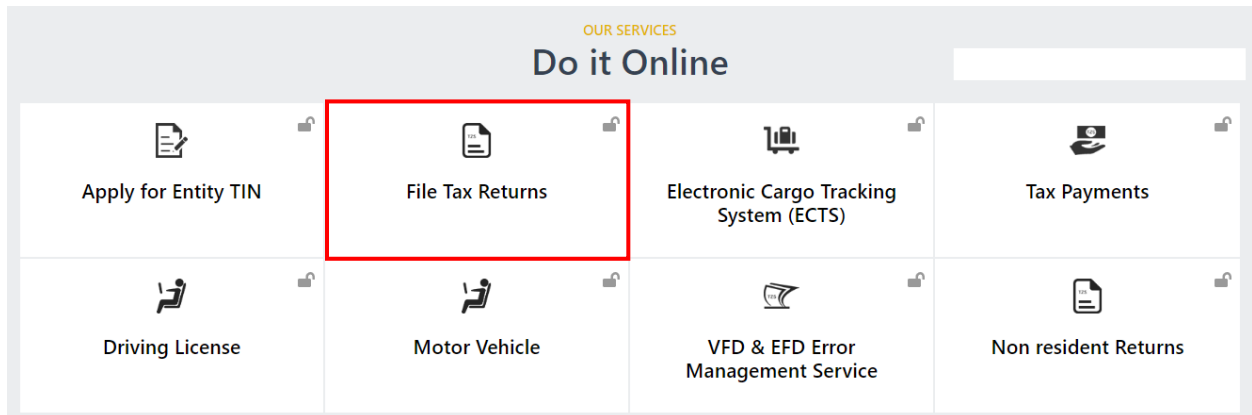 OUR SERVICES
Do it Online
Apply for Entity TIN
File Tax Returns
Electronic Cargo Tracking
System (ECTS)
Tax Payments
Driving License
Motor Vehicle
VFD & EFD Error
Management Service
Non resident Returns